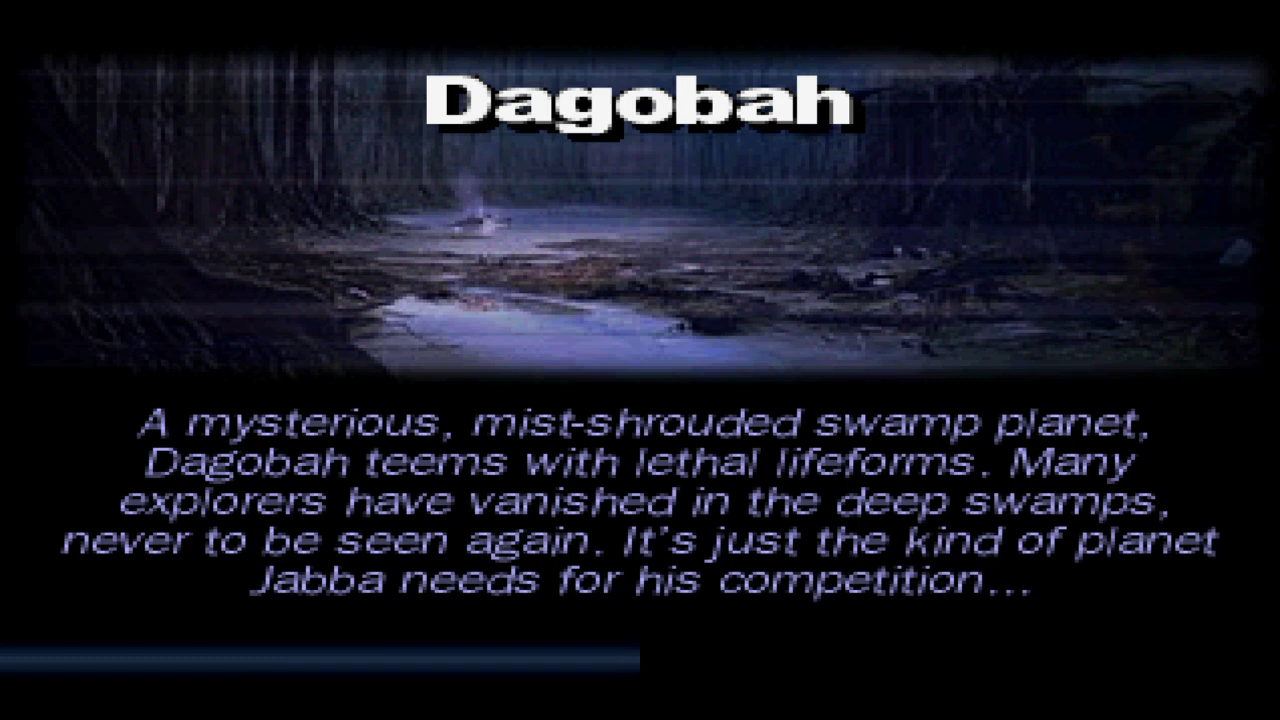 Dagobah
A mysterious, mist-shrouded swamp planet,
Dagobah teems with lethal lifeforms. Many
explorers have vanished in the deep swamps,
never to be seen again. It's just the kind of planet
Jabba needs for his competition...